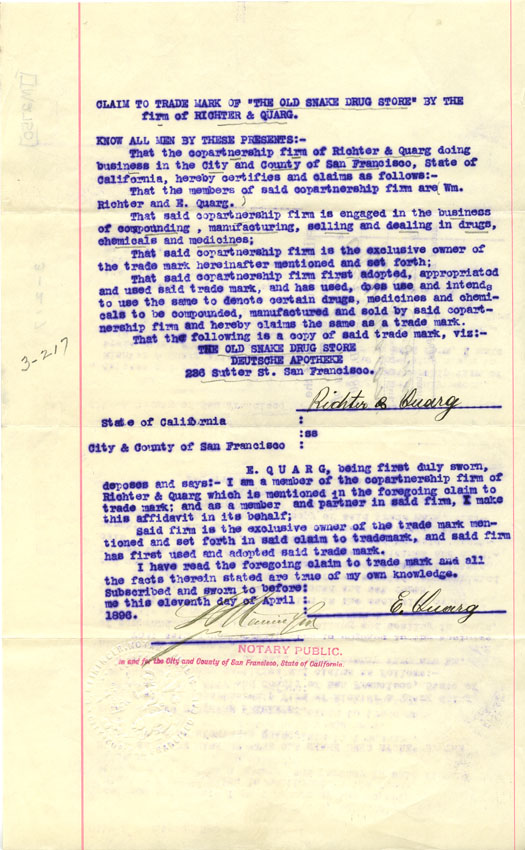 CLAIM TO TRADE MARK OF "THE OLD SNAKE DRUG STORE" BY THE
firm of RICHTER & QUARG.
KNOW ALL MEN BY THESE PRESENTS:-
That the copartnership firm of Richter & Quarg doing
business in the City and County of San Francisco, State of
California, hereby certifies and claims as follows:-
That the members of said copartnership firm are Wm.
Richter and E. Quarg.
That said copartnership firm is engaged in the business
of compounding , manufacturing, selling and dealing in drugs,
chemicals and medicines;
That said copartnership firm is the exclusive owner of
the trade mark hereinafter mentioned and set forth;
That said copartnership firm first adopted, appropriated
and used said trade mark, and has used, does use and intends
to use the same to denote certain drugs, medicines and chemi-
cals to be compounded, manufactured and sold by said copart-
nership firm and hereby claims the same as a trade mark.
That the following is a copy of said trade mark, viz:-
THE OLD SNAKE DRUG STORE
DEUTSCHE APOTHEKE
226 Sutter St. San Francisco.
3-217
Richter & Quarg
State of California :
:ss
City & County of San Francisco :
E. QUARG, being first duly sworn,
deposes and says:- I am a member of the copartnership firm of
Richter & Quarg which is mentioned in the foregoing claim to
trade mark; and as a member and partner in said firm, I make
this affidavit in its behalf;
Said firm is the exclusive owner of the trade mark men-
tioned and set forth in said claim to trademark, and said firm
has first used and adopted said trade mark.
I have read the foregoing claim to trade mark and all
the facts therein stated are true of my own knowledge.
Subscribed and sworn to before:
me this eleventh day of April : E. Quarg
1896. :
NOTARY PUBLIC.
in and for the City and County of San Francisco, State of California.